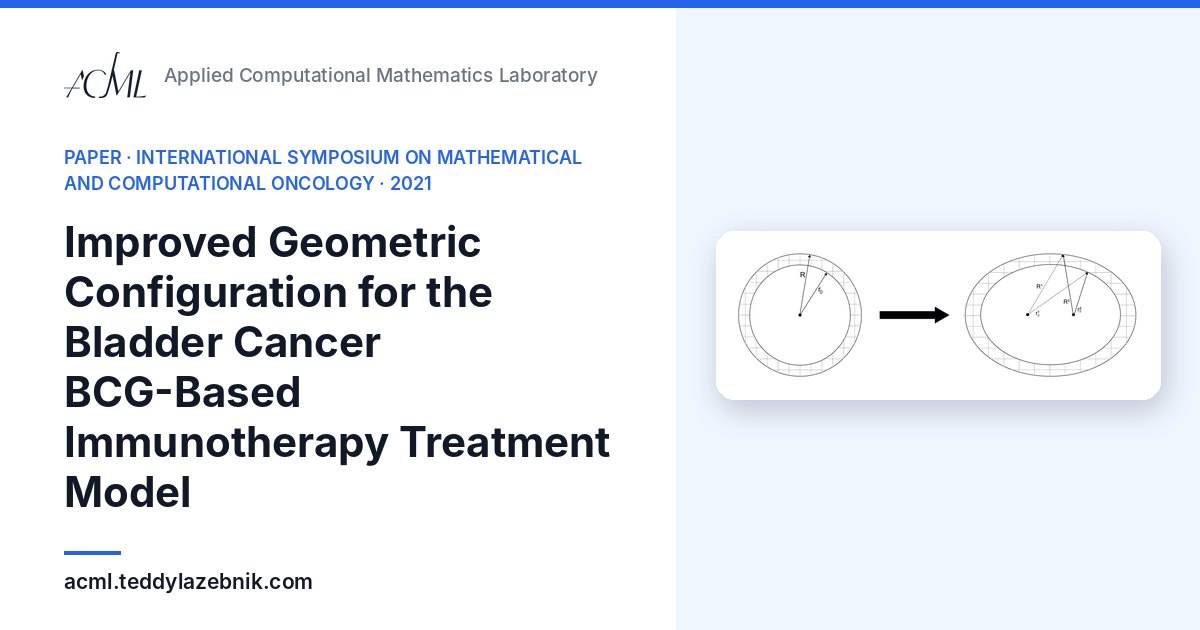 ACML
Applied Computational Mathematics Laboratory
PAPER · INTERNATIONAL SYMPOSIUM ON MATHEMATICAL
AND COMPUTATIONAL ONCOLOGY · 2021
Improved Geometric
Configuration for the
Bladder Cancer
BCG-Based
Immunotherapy Treatment
Model
acml.teddylazebnik.com
R